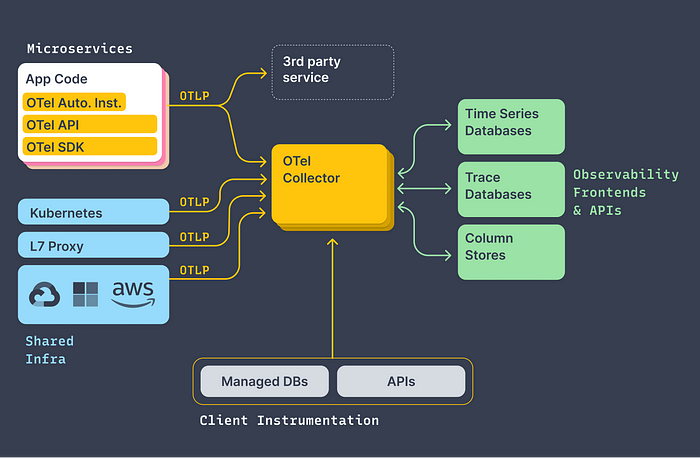 Microservices
App Code
OTel Auto. Inst.
OTel API
OTel SDK
OTLP
3rd party
service
OTel
Collector
Kubernetes
OTLP
L7 Proxy
OTLP
OTLP
aws
Shared
Infra
Time Series
Databases
Trace
Databases
Column
Stores
Observability
Frontends
& APIs
Managed DBs
APIs
Client Instrumentation